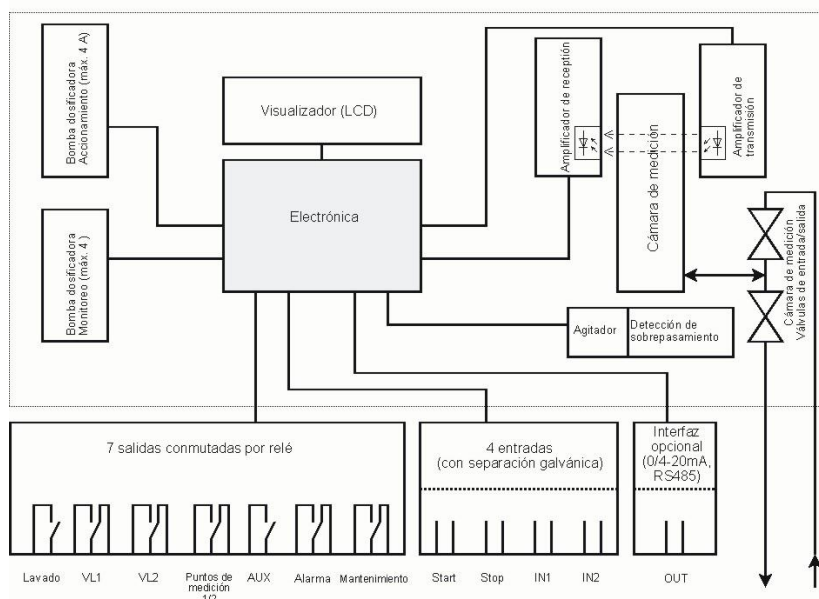 Bomba dosificadora
Accionamiento (máx. 4 A)
Visualizador (LCD)
Amplificador de receptión
Cámara de medición
Amplificador de
transmisión
Electrónica
Bomba dosificadora
Monitoreo (máx. 4 )
Cámara de medición
Válvulas de entrada/salida
Agitador
Detección de
sobrepasamiento
7 salidas conmutadas por relé
4 entradas
(con separación galvánica)
Interfaz
opcional
(0/4-20mA,
RS485)
Lavado
VL1
VL2
Puntos de
medición
1/2
AUX
Alarma
Mantenimiento
Start
Stop
IN1
IN2
OUT